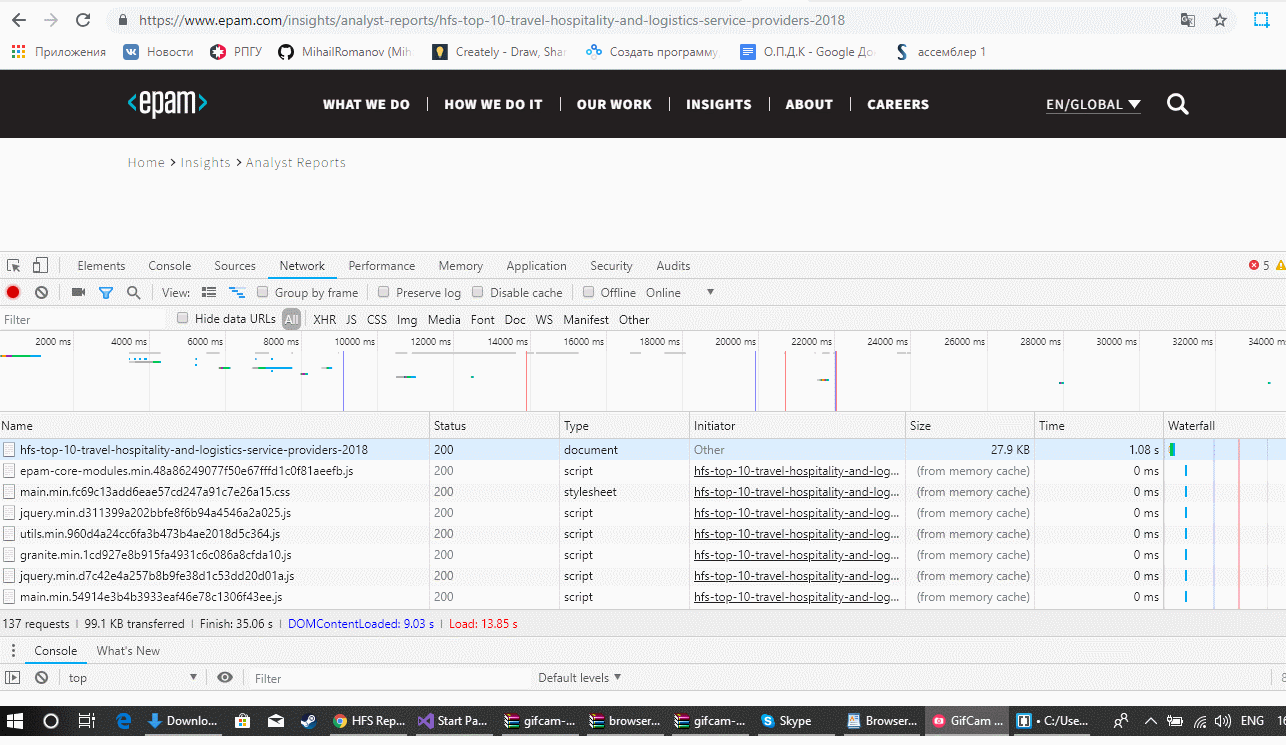 https://www.epam.com/insights/analyst-reports/hfs-top-10-travel-hospitality-and-logistics-service-providers-2018
Приложения Новости РПГУ MihailRomanov (Mih Creately - Draw, Shar Создать программу, О.П.Д.К - Google До ассемблер 1
<epam> WHAT WE DO HOW WE DO IT OUR WORK INSIGHTS ABOUT CAREERS EN/GLOBAL
Home > Insights > Analyst Reports
Elements Console Sources Network Performance Memory Application Security Audits 5
View: Group by frame Preserve log Disable cache Offline Online
Filter Hide data URLs All XHR JS CSS Img Media Font Doc WS Manifest Other
2000 ms 4000 ms 6000 ms 8000 ms 10000 ms 12000 ms 14000 ms 16000 ms 18000 ms 20000 ms 22000 ms 24000 ms 26000 ms 28000 ms 30000 ms 32000 ms 34000 ms
Name Status Type Initiator Size Time Waterfall
hfs-top-10-travel-hospitality-and-logistics-service-providers-2018 200 document Other 27.9 KB 1.08 s
epam-core-modules.min.48a86249077f50e67fffd1c0f81aeefb.js 200 script hfs-top-10-travel-hospitality-and-log... (from memory cache) 0 ms
main.min.fc69c13add6eae57cd247a91c7e26a15.css 200 stylesheet hfs-top-10-travel-hospitality-and-log... (from memory cache) 0 ms
jquery.min.d311399a202bbfe8f6b94a4546a2a025.js 200 script hfs-top-10-travel-hospitality-and-log... (from memory cache) 0 ms
utils.min.960d4a24cc6fa3b473b4ae2018d5c364.js 200 script hfs-top-10-travel-hospitality-and-log... (from memory cache) 0 ms
granite.min.1cd927e8b915fa4931c6c086a8cfda10.js 200 script hfs-top-10-travel-hospitality-and-log... (from memory cache) 0 ms
jquery.min.d7c42e4a257b8b9fe38d1c53dd20d01a.js 200 script hfs-top-10-travel-hospitality-and-log... (from memory cache) 0 ms
main.min.54914e3b4b3933eaf46e78c1306f43ee.js 200 script hfs-top-10-travel-hospitality-and-log... (from memory cache) 0 ms
137 requests | 99.1 KB transferred | Finish: 35.06 s | DOMContentLoaded: 9.03 s | Load: 13.85 s
Console What's New
top Filter Default levels
Downlo... HFS Rep... Start Pa... gifcam-... browser... gifcam-... Skype Browser... GifCam ... • C:/Use... ENG